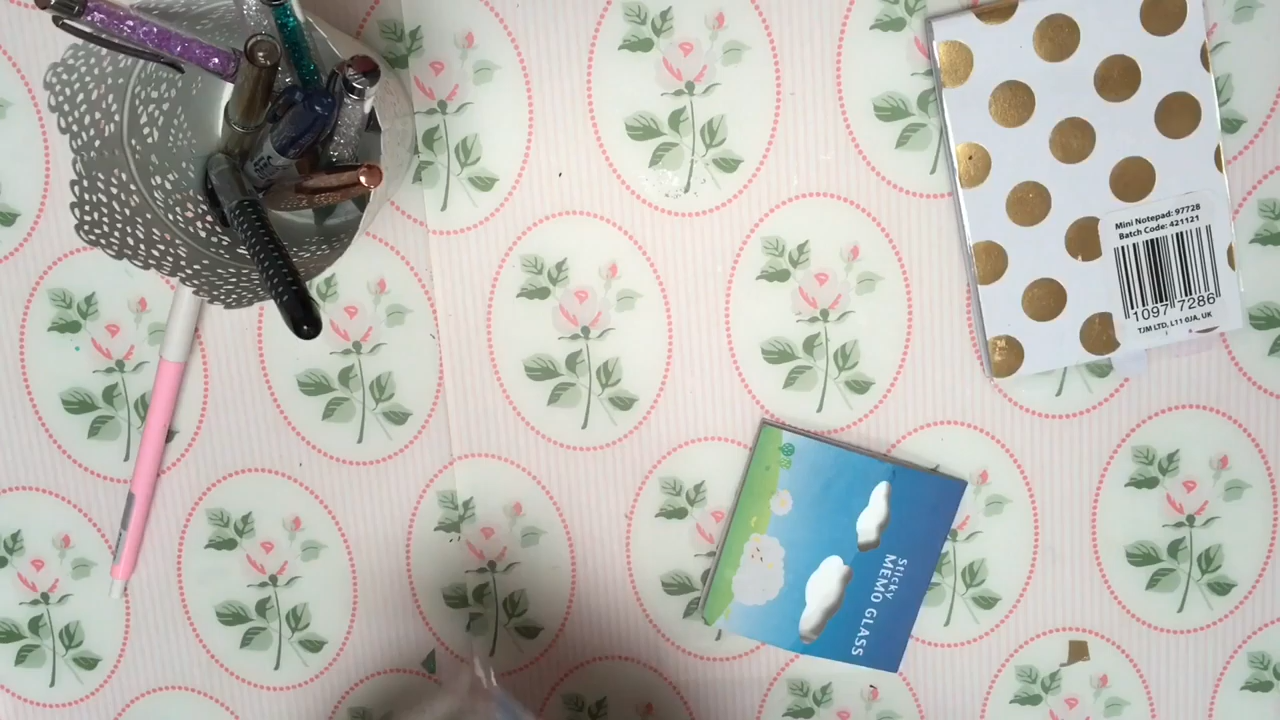 Mini Notepad: 97728
Batch Code: 421121
1097 7286
TJM LTD, L11 0JA, UK
Sticky
MEMO GLASS